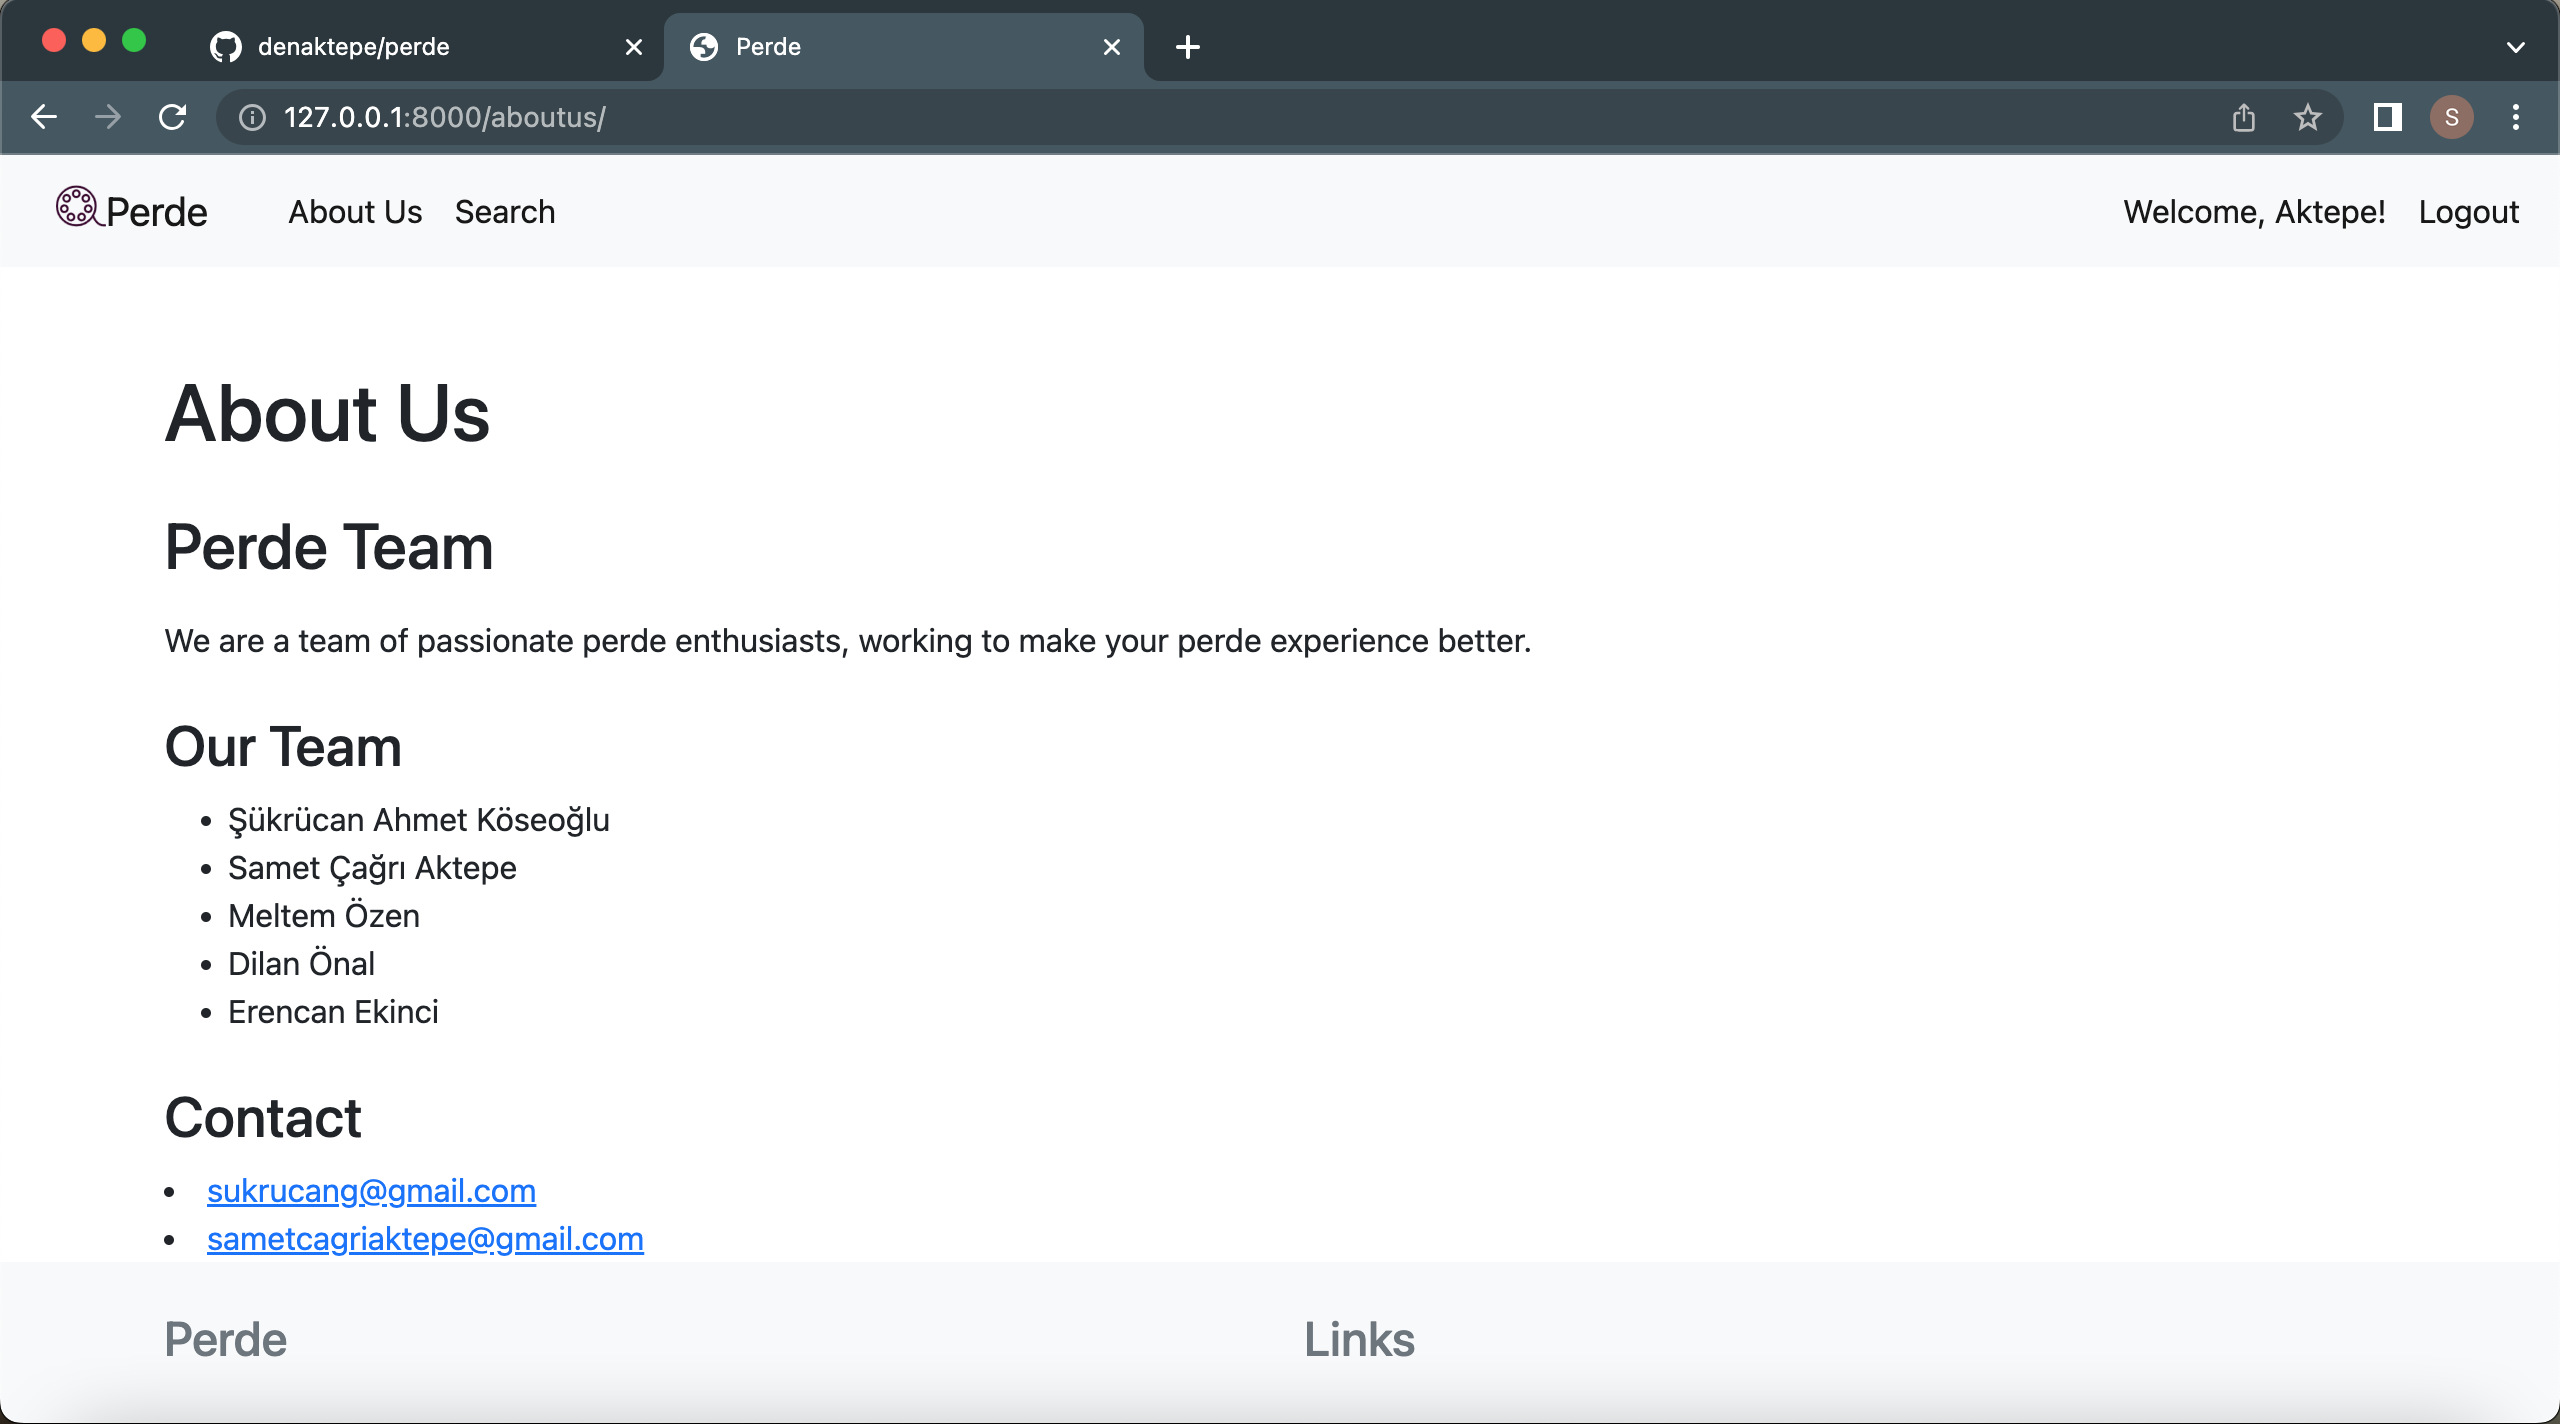 denaktepe/perde
Perde
127.0.0.1:8000/aboutus/
S
Perde
About Us
Search
Welcome, Aktepe!
Logout
About Us
Perde Team
We are a team of passionate perde enthusiasts, working to make your perde experience better.
Our Team
• Şükrücan Ahmet Köseoğlu
• Samet Çağrı Aktepe
• Meltem Özen
• Dilan Önal
• Erencan Ekinci
Contact
• sukrucang@gmail.com
• sametcagriaktepe@gmail.com
Perde
Links